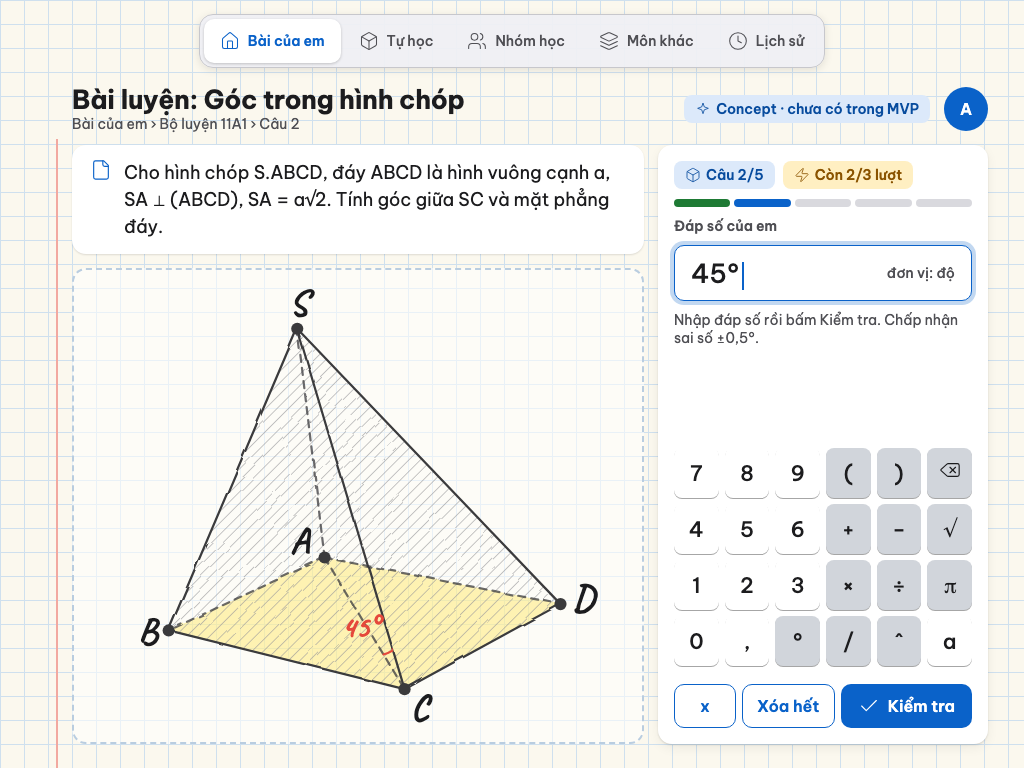 Bài của em
Tự học
Nhóm học
Môn khác
Lịch sử
Bài luyện: Góc trong hình chóp
Bài của em › Bộ luyện 11A1 › Câu 2
Concept · chưa có trong MVP
A
Cho hình chóp S.ABCD, đáy ABCD là hình vuông cạnh a,
SA ⊥ (ABCD), SA = a√2. Tính góc giữa SC và mặt phẳng
đáy.
S
A
B
C
D
45°
Câu 2/5
Còn 2/3 lượt
Đáp số của em
45°
đơn vị: độ
Nhập đáp số rồi bấm Kiểm tra. Chấp nhận
sai số ±0,5°.
7 8 9 ( )
4 5 6 + − √
1 2 3 × ÷ π
0 , ° / ^ a
x
Xóa hết
Kiểm tra